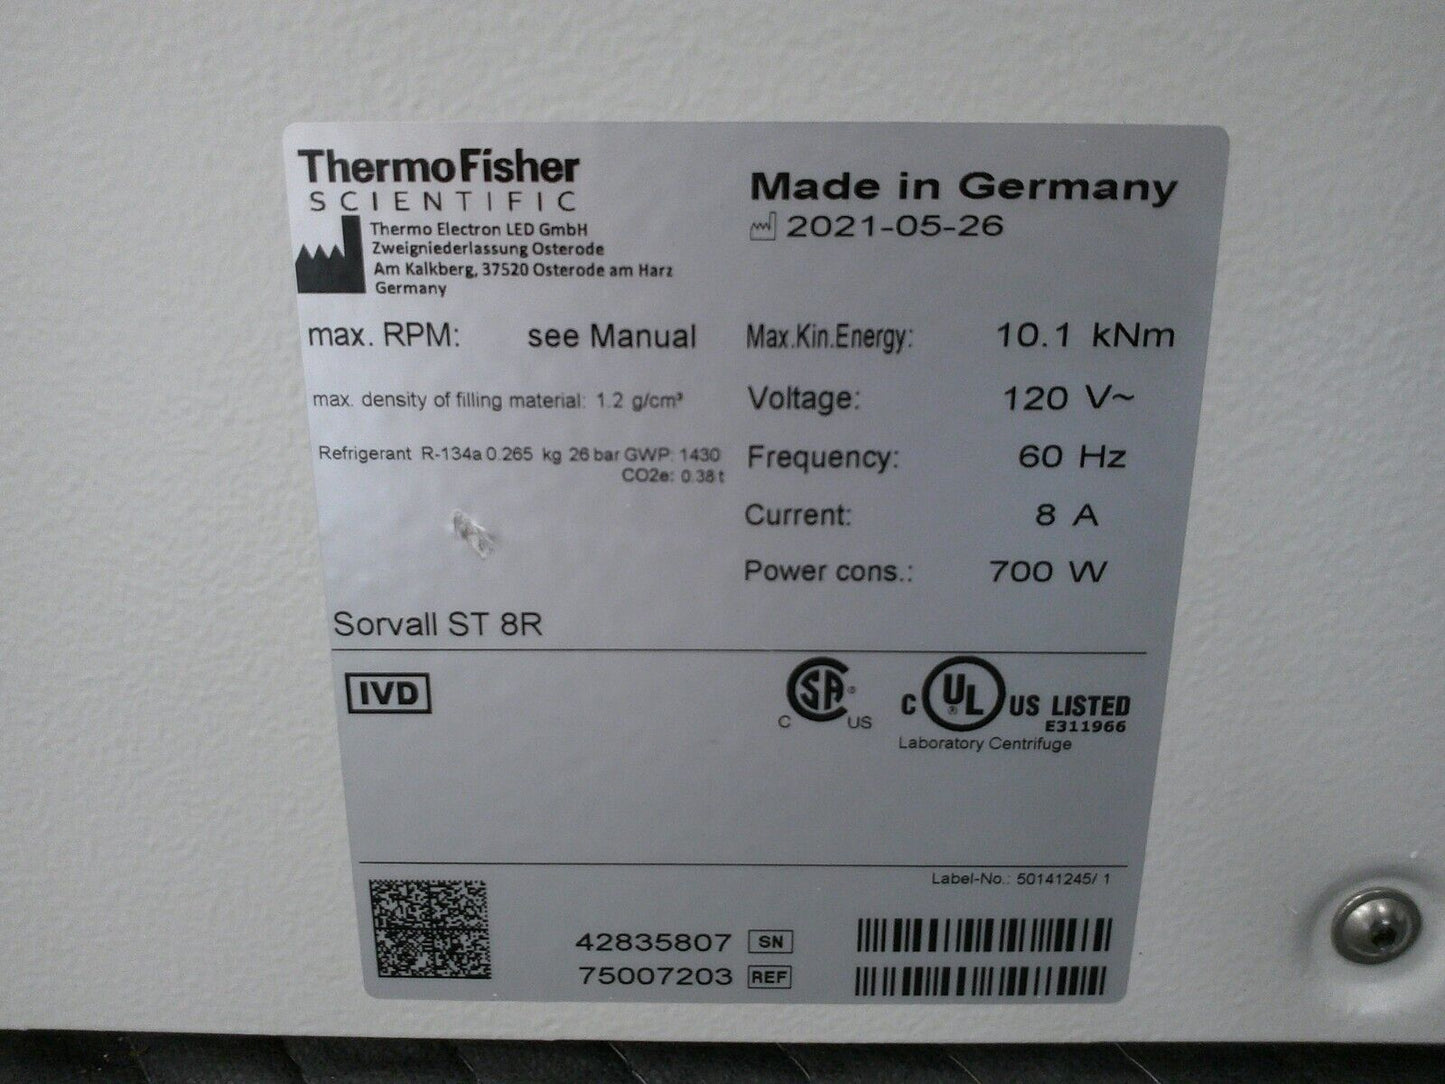 ThermoFisher
SCIENTIFIC
Thermo Electron LED GmbH
Zweigniederlassung Osterode
Am Kalkberg, 37520 Osterode am Harz
Germany
Made in Germany
2021-05-26
max. RPM: see Manual
max. density of filling material: 1.2 g/cm³
Refrigerant R-134a 0.265 kg 26 bar GWP: 1430
CO2e: 0.38 t
Max.Kin.Energy: 10.1 kNm
Voltage: 120 V~
Frequency: 60 Hz
Current: 8 A
Power cons.: 700 W
Sorvall ST 8R
IVD
C SA ® US
C UL ® US LISTED
E311966
Laboratory Centrifuge
Label-No.: 50141245/ 1
42835807 SN
75007203 REF